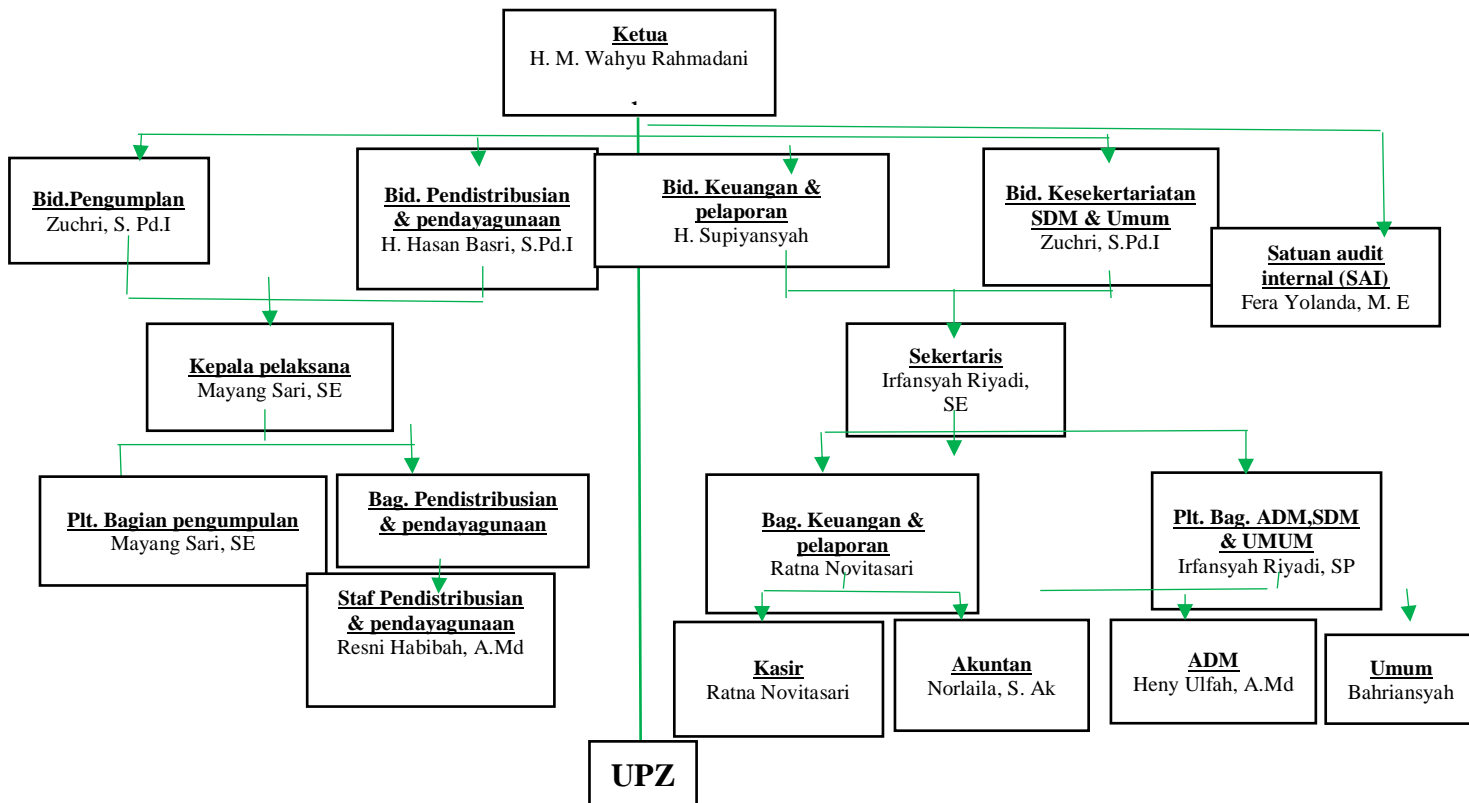 Ketua
H. M. Wahyu Rahmadani
Bid.Pengumplan
Zuchri, S. Pd.I
Bid. Pendistribusian
& pendayagunaan
H. Hasan Basri, S.Pd.I
Bid. Keuangan &
pelaporan
H. Supiyansyah
Bid. Kesekertariatan
SDM & Umum
Zuchri, S.Pd.I
Satuan audit
internal (SAI)
Fera Yolanda, M. E
Kepala pelaksana
Mayang Sari, SE
Sekertaris
Irfansyah Riyadi,
SE
Plt. Bagian pengumpulan
Mayang Sari, SE
Bag. Pendistribusian
& pendayagunaan
Bag. Keuangan &
pelaporan
Ratna Novitasari
Plt. Bag. ADM,SDM
& UMUM
Irfansyah Riyadi, SP
Staf Pendistribusian
& pendayagunaan
Resni Habibah, A.Md
Kasir
Ratna Novitasari
Akuntan
Norlaila, S. Ak
ADM
Heny Ulfah, A.Md
Umum
Bahriansyah
UPZ